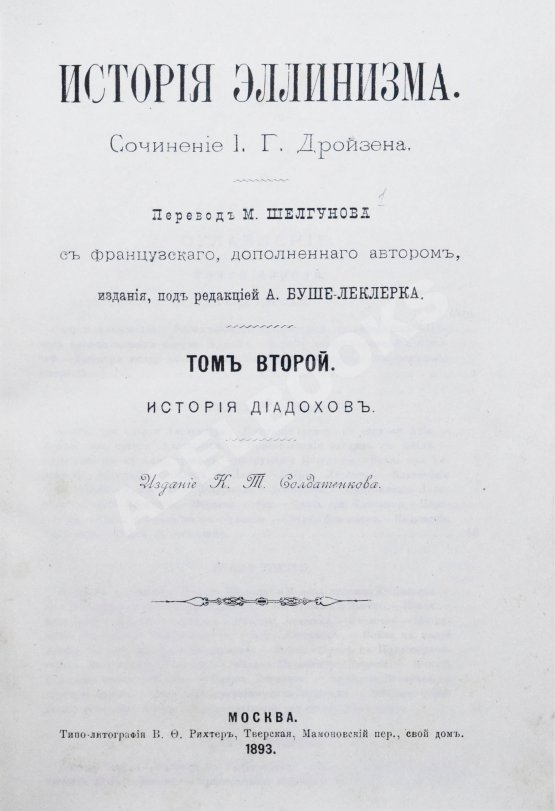 ИСТОРІЯ ЭЛЛИНИЗМА.
Сочиненіе І. Г. Дройзена.
Переводъ М. ШЕЛГУНОВА
съ французскаго, дополненнаго авторомъ,
изданія, подъ редакціей А. БУШЕ-ЛЕКЛЕРКА.
ТОМЪ ВТОРОЙ.
ИСТОРІЯ ДІАДОХОВЪ.
Изданіе К. Т. Солдатенкова.
ABELBOOKS
МОСКВА.
Типо-литографія В. Ѳ. Рихтеръ, Тверская, Мамоновскій пер., свой домъ.
1893.